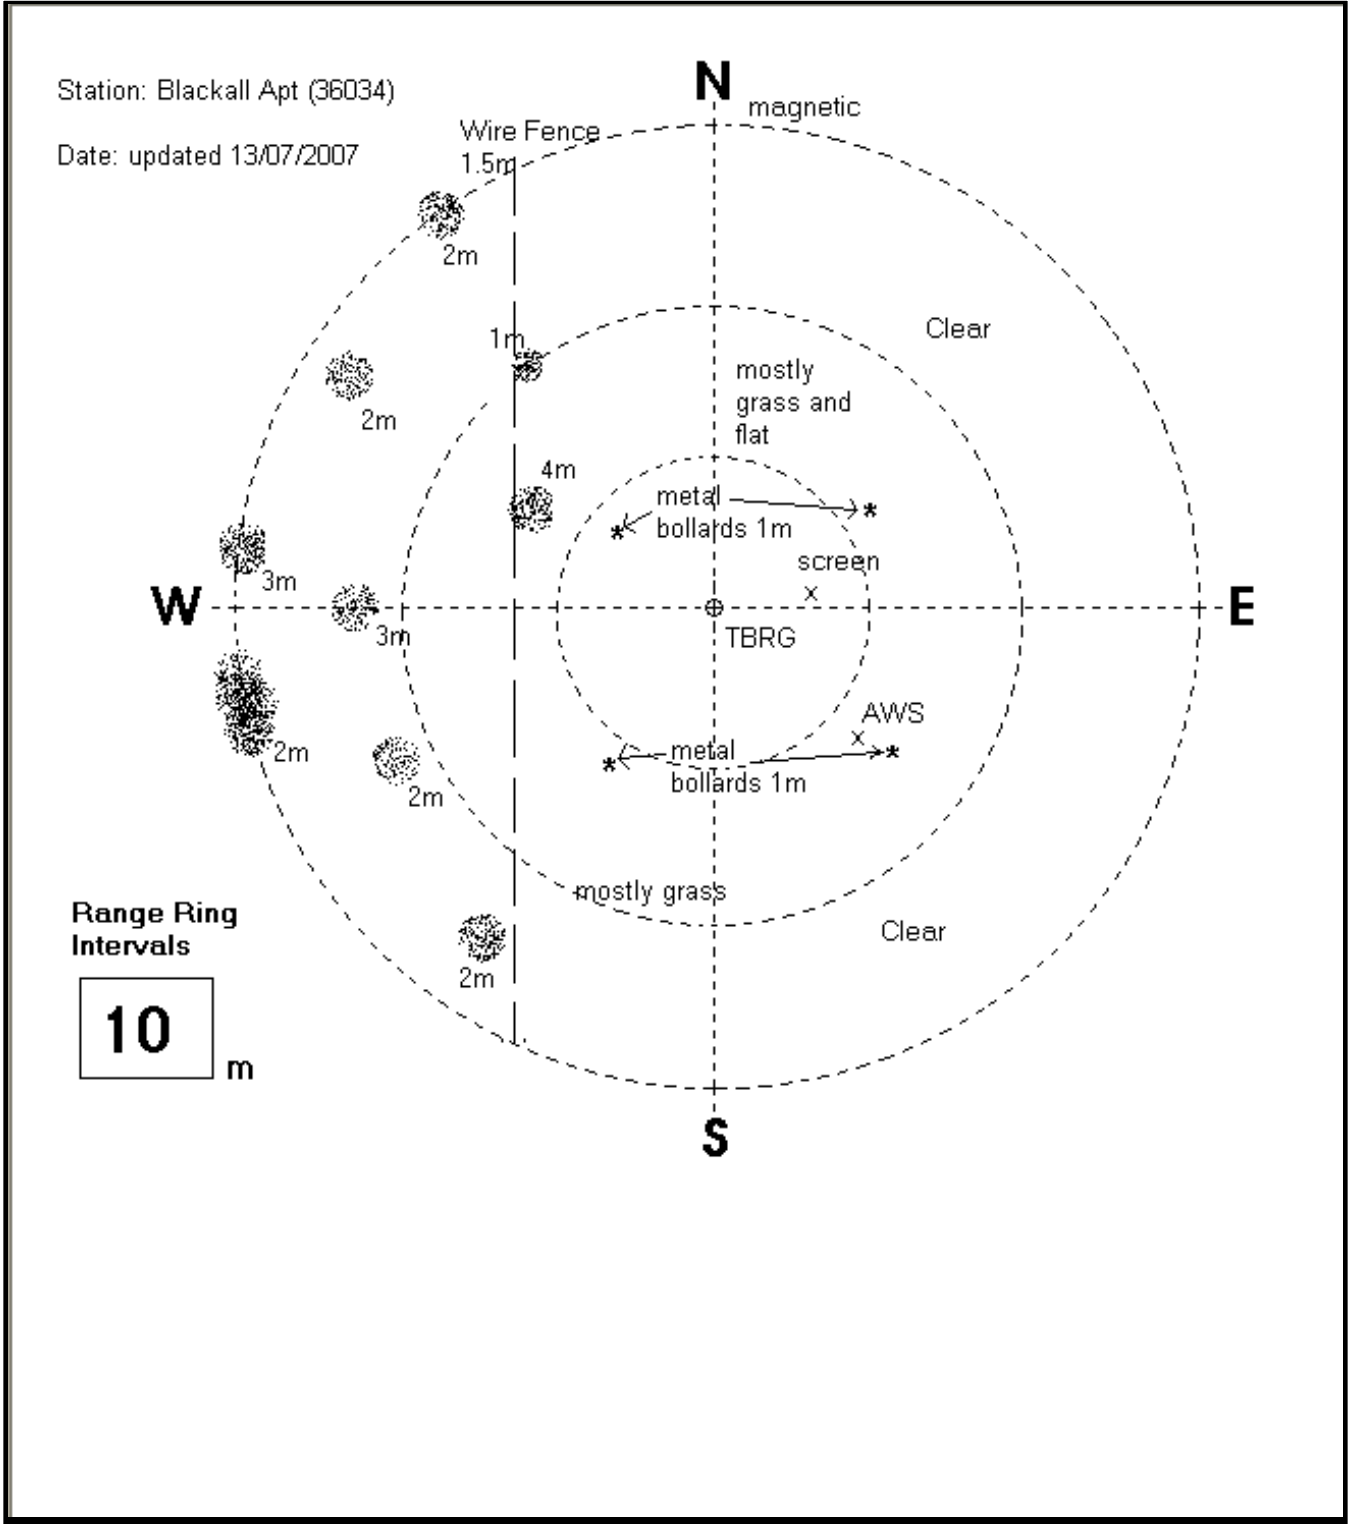 Station: Blackall Apt (36034)
Date: updated 13/07/2007
N
magnetic
Wire Fence
1.5m
2m
1m
Clear
mostly
grass and
flat
2m
4m
metal
bollards 1m
*
*
screen
x
3m
W
E
3m
TBRG
AWS
x
2m
metal
bollards 1m
*
*
2m
mostly grass
Clear
2m
Range Ring
Intervals
10
m
S